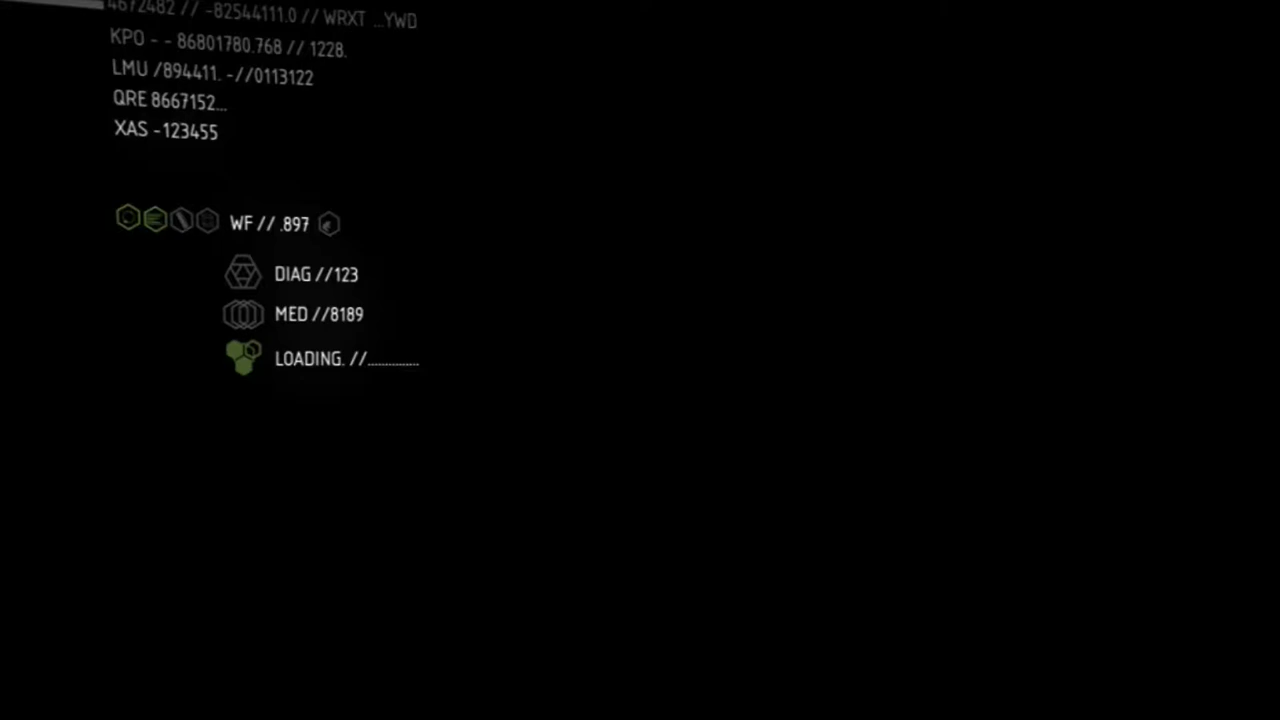 4672482 // -82544111.0 // WRXT ...YWD
KPO - - 86801780.768 // 1228.
LMU /894411. -//0113122
QRE 8667152...
XAS -123455
WF // .897
DIAG //123
MED //8189
LOADING. //...............